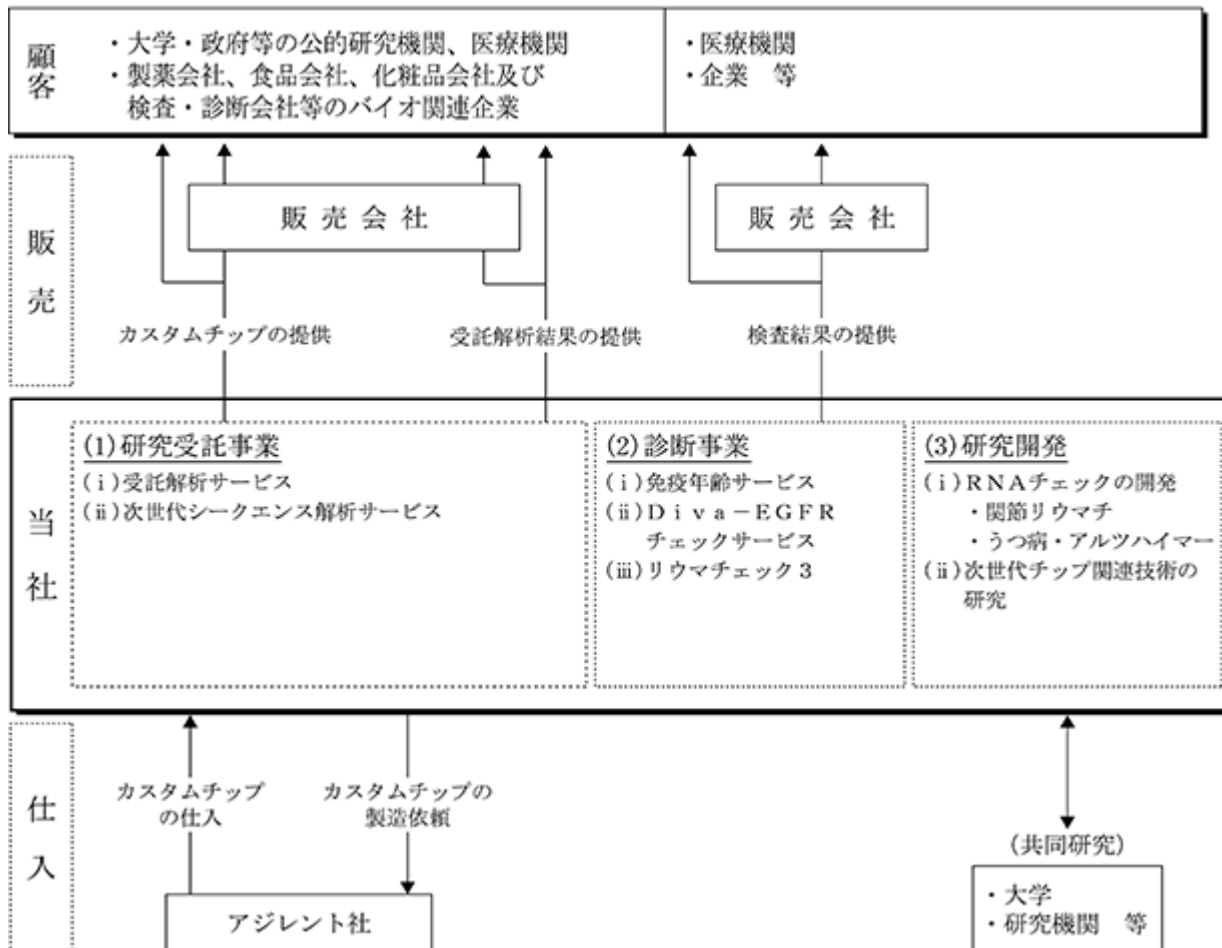 顧客
・大学・政府等の公的研究機関、医療機関
・製薬会社、食品会社、化粧品会社及び
検査・診断会社等のバイオ関連企業
・医療機関
・企業 等
販売
販売会社
販売会社
カスタムチップの提供
受託解析結果の提供
検査結果の提供
当社
(1)研究受託事業
(ⅰ)受託解析サービス
(ⅱ)次世代シークエンス解析サービス
(2)診断事業
(ⅰ)免疫年齢サービス
(ⅱ)Ｄｉｖａ－ＥＧＦＲ
チェックサービス
(ⅲ)リウマチェック３
(3)研究開発
(ⅰ)ＲＮＡチェックの開発
・関節リウマチ
・うつ病・アルツハイマー
(ⅱ)次世代チップ関連技術の
研究
仕入
カスタムチップ
の仕入
カスタムチップの
製造依頼
アジレント社
(共同研究)
・大学
・研究機関 等